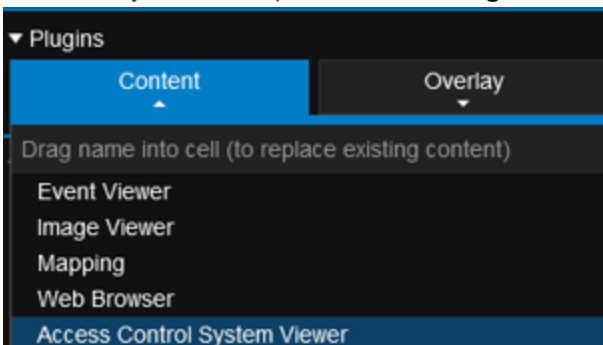 Plugins
Content Overlay
Drag name into cell (to replace existing content)
Event Viewer
Image Viewer
Mapping
Web Browser
Access Control System Viewer